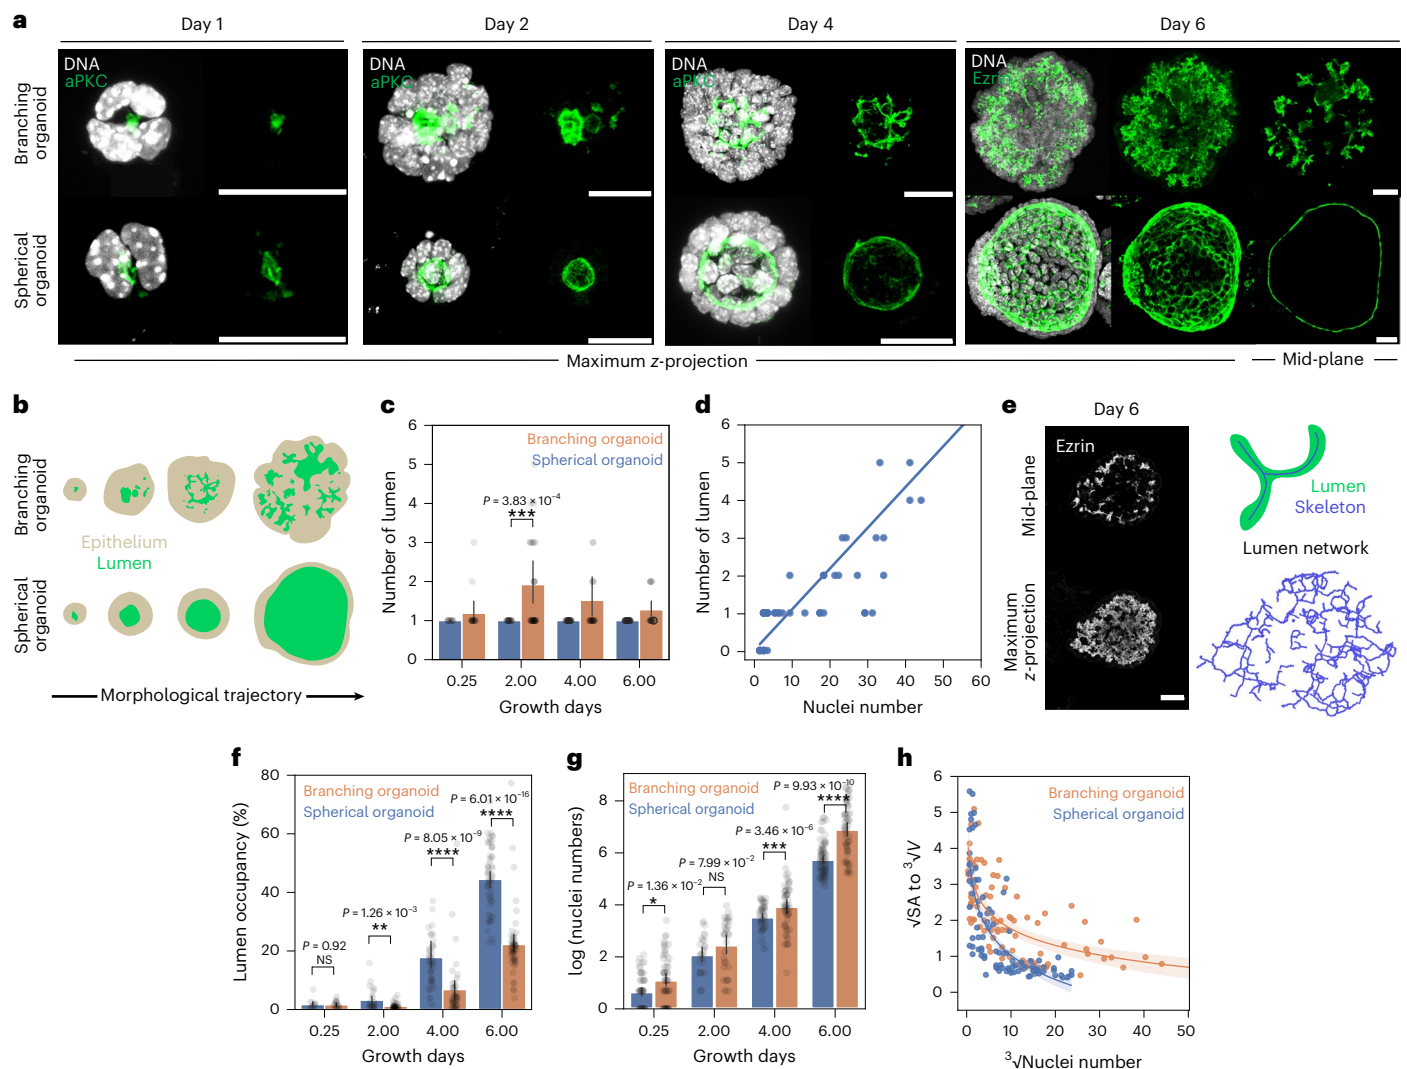 a
Day 1
Day 2
Day 4
Day 6
Branching
organoid
Spherical
organoid
DNA
aPKC
DNA
aPKC
DNA
aPKC
DNA
Ezrin
Maximum z-projection
Mid-plane
b
Branching
organoid
Epithelium
Lumen
Spherical
organoid
Morphological trajectory
c
Number of lumen
6
5
4
3
2
1
0
Branching organoid
Spherical organoid
P = 3.83 × 10⁻⁴
***
0.25
2.00
4.00
6.00
Growth days
d
Number of lumen
6
5
4
3
2
1
0
0
10
20
30
40
50
60
Nuclei number
e
Day 6
Ezrin
Mid-plane
Maximum
z-projection
Lumen
Skeleton
Lumen network
f
Lumen occupancy (%)
80
60
40
20
0
Branching organoid
Spherical organoid
P = 0.92
NS
P = 1.26 × 10⁻³
**
P = 8.05 × 10⁻⁹
****
P = 6.01 × 10⁻¹⁶
****
0.25
2.00
4.00
6.00
Growth days
g
log (nuclei numbers)
8
6
4
2
0
Branching organoid
Spherical organoid
P = 1.36 × 10⁻²
*
P = 7.99 × 10⁻²
NS
P = 3.46 × 10⁻⁶
***
P = 9.93 × 10⁻¹⁰
****
0.25
2.00
4.00
6.00
Growth days
h
√SA to ³√V
6
5
4
3
2
1
0
Branching organoid
Spherical organoid
0
10
20
30
40
50
³√Nuclei number